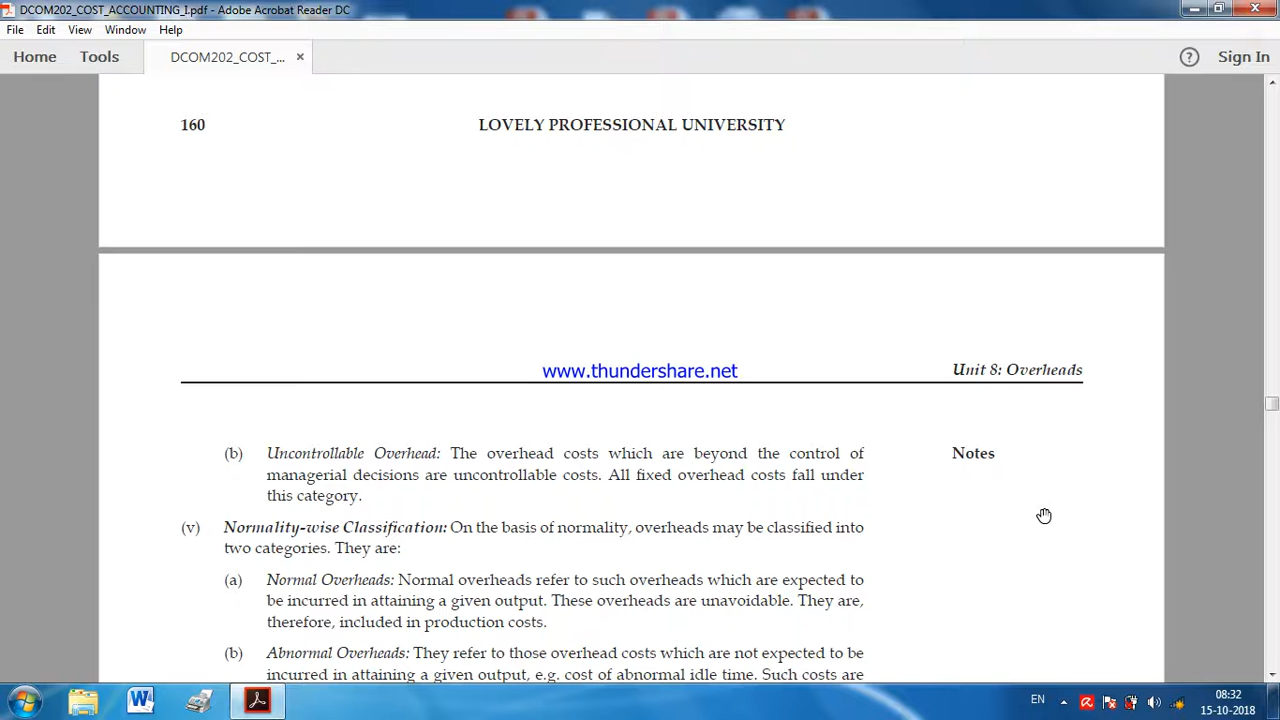 DCOM202_COST_ACCOUNTING_I.pdf - Adobe Acrobat Reader DC
File Edit View Window Help
Home Tools DCOM202_COST_... × ? Sign In
160 LOVELY PROFESSIONAL UNIVERSITY
www.thundershare.net Unit 8: Overheads
(b) Uncontrollable Overhead: The overhead costs which are beyond the control of Notes
managerial decisions are uncontrollable costs. All fixed overhead costs fall under
this category.
(v) Normality-wise Classification: On the basis of normality, overheads may be classified into
two categories. They are:
(a) Normal Overheads: Normal overheads refer to such overheads which are expected to
be incurred in attaining a given output. These overheads are unavoidable. They are,
therefore, included in production costs.
(b) Abnormal Overheads: They refer to those overhead costs which are not expected to be
incurred in attaining a given output, e.g. cost of abnormal idle time. Such costs are
EN 08:32
15-10-2018